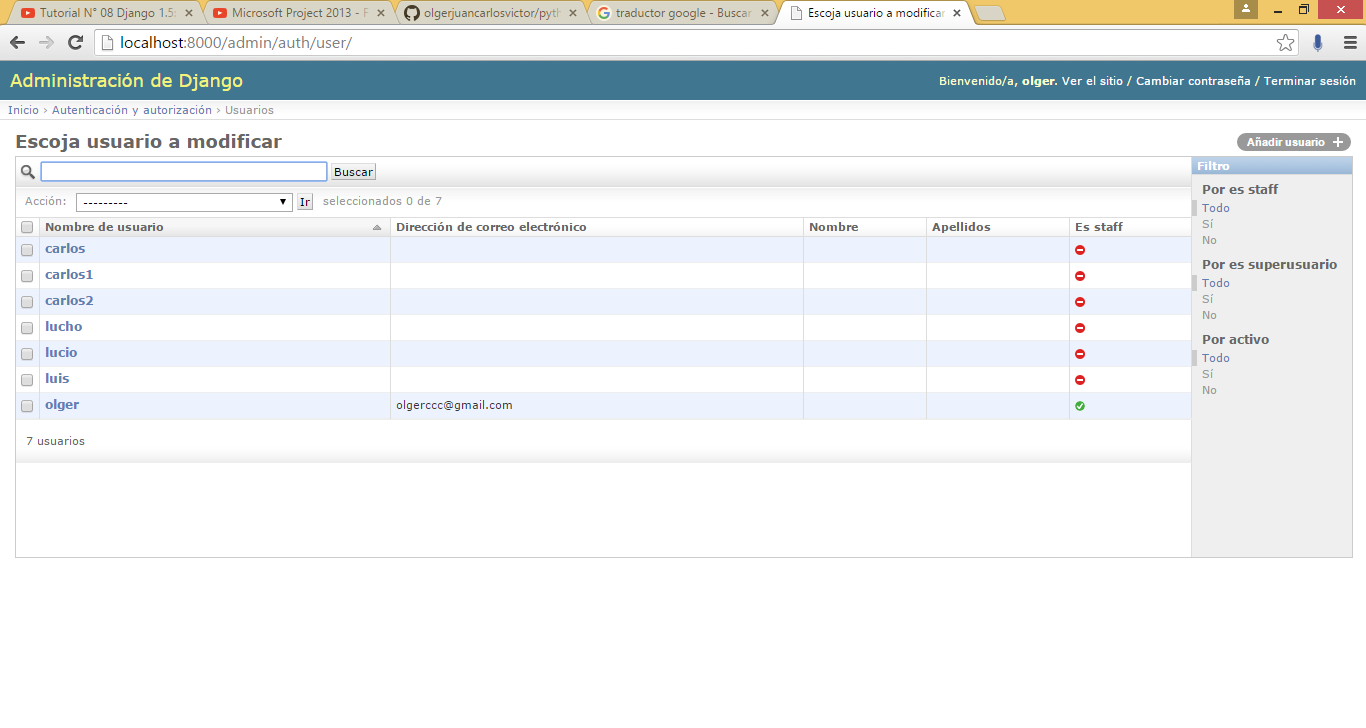 Tutorial N° 08 Django 1.5: Microsoft Project 2013 - F olgerjuancarlosvictor/pyth traductor google - Buscar Escoja usuario a modificar
localhost:8000/admin/auth/user/
Administración de Django
Bienvenido/a, olger. Ver el sitio / Cambiar contraseña / Terminar sesión
Inicio › Autenticación y autorización › Usuarios
Escoja usuario a modificar
Añadir usuario +
Buscar
Acción: --------- Ir seleccionados 0 de 7
Nombre de usuario Dirección de correo electrónico Nombre Apellidos Es staff
carlos
carlos1
carlos2
lucho
lucio
luis
olger olgerccc@gmail.com
7 usuarios
Filtro
Por es staff
Todo
Sí
No
Por es superusuario
Todo
Sí
No
Por activo
Todo
Sí
No